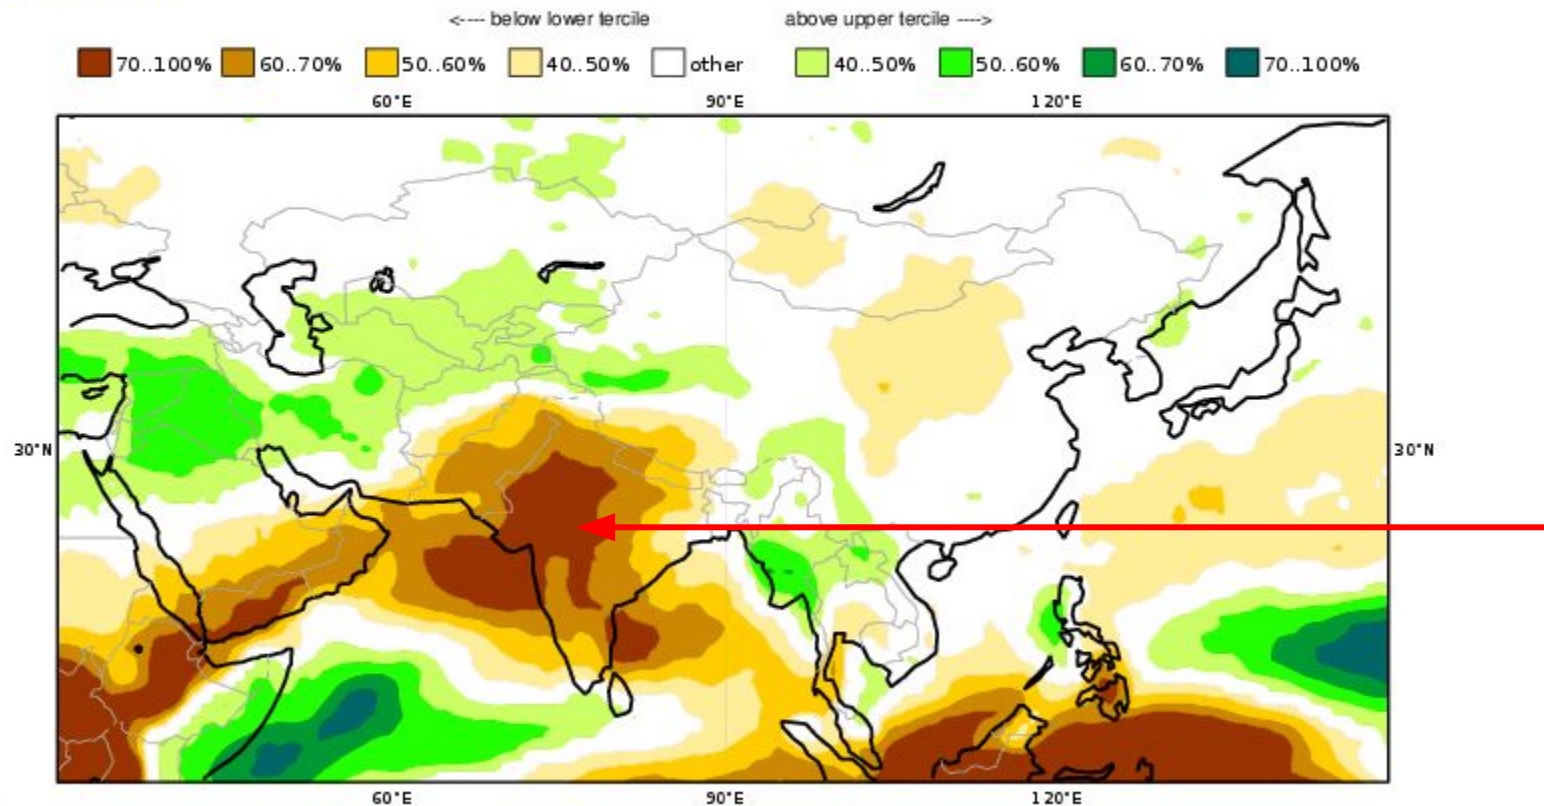 <---- below lower tercile above upper tercile ---->
70..100% 60..70% 50..60% 40..50% other 40..50% 50..60% 60..70% 70..100%
60°E 90°E 120°E
30°N 30°N
60°E 90°E 120°E